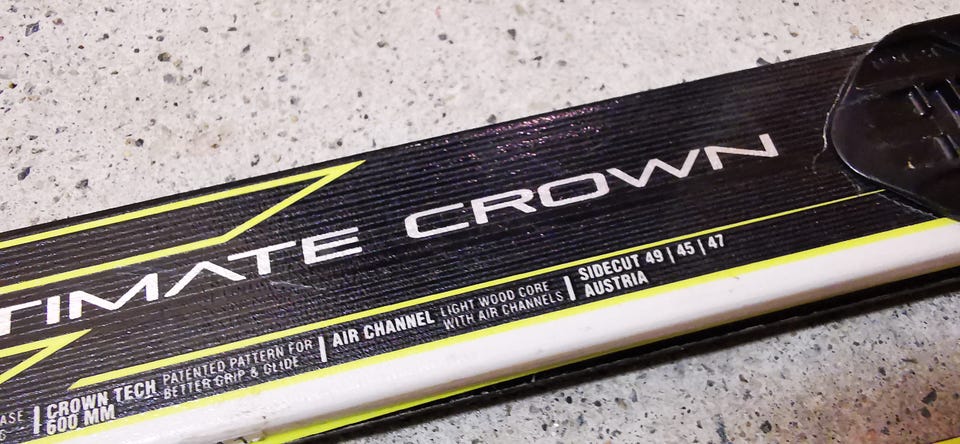 TIMATE CROWN
ASE
CROWN TECH
600 MM
PATENTED PATTERN FOR
BETTER GRIP & GLIDE
AIR CHANNEL
LIGHT WOOD CORE
WITH AIR CHANNELS
SIDECUT 49 | 45 | 47
AUSTRIA